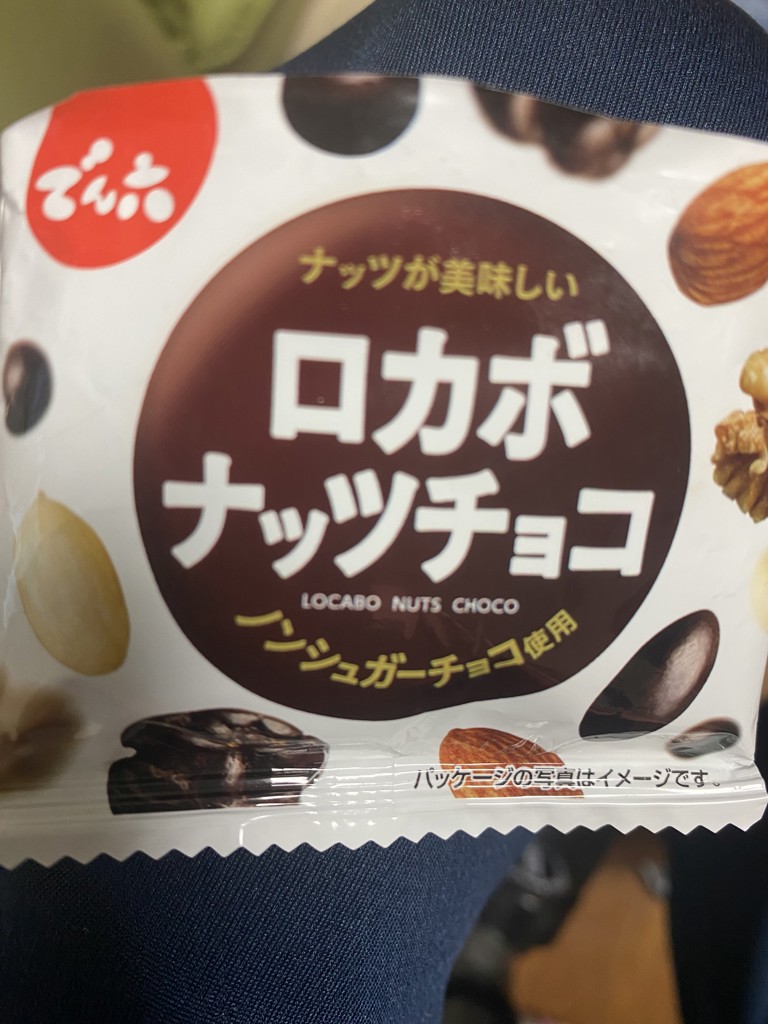 でん六
ナッツが美味しい
ロカボ
ナッツチョコ
LOCABO NUTS CHOCO
ノンシュガーチョコ使用
パッケージの写真はイメージです。